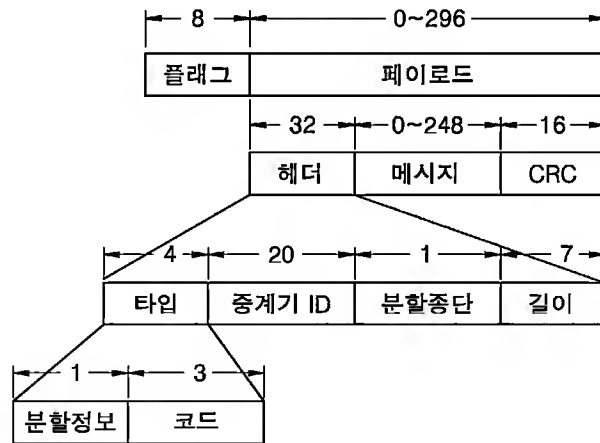 8 0~296
플래그 페이로드
32 0~248 16
헤더 메시지 CRC
4 20 1 7
타입 중계기 ID 분할종단 길이
1 3
분할정보 코드